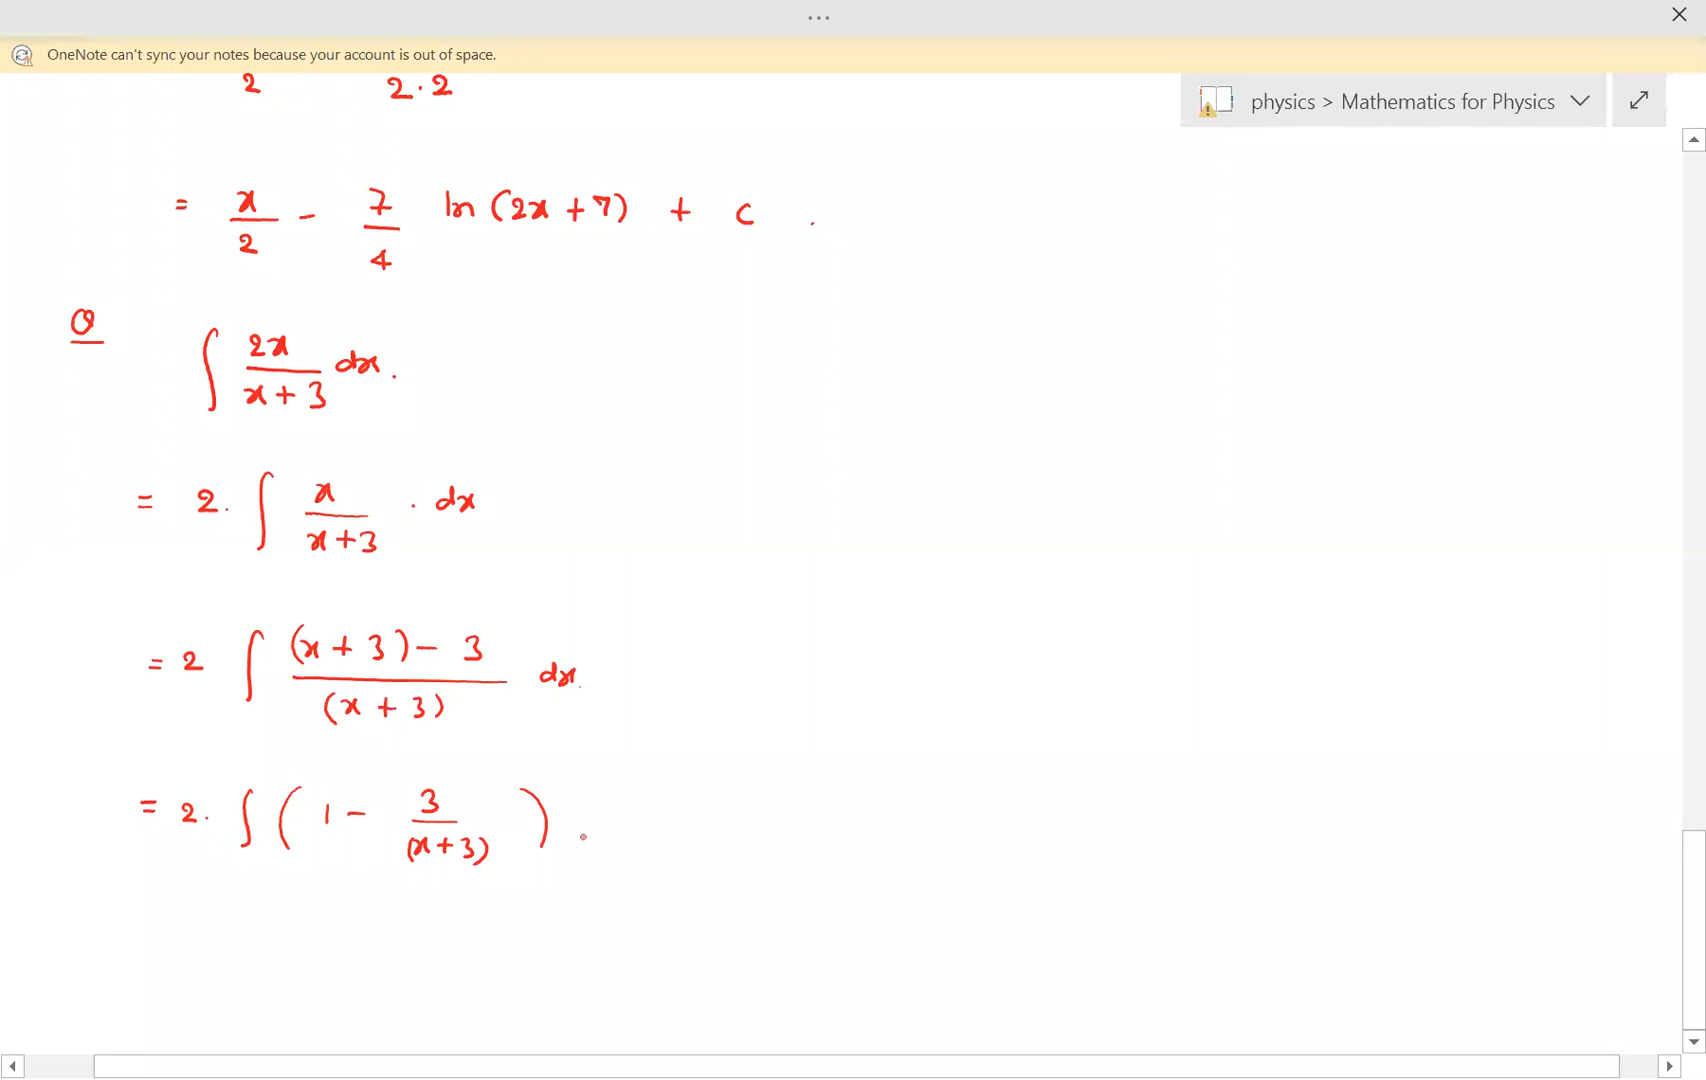 OneNote can't sync your notes because your account is out of space.
physics > Mathematics for Physics
2 2.2
= x/2 - 7/4 ln (2x + 7) + c .
Q
∫ 2x/(x + 3) dx.
= 2. ∫ x/(x+3) . dx
= 2 ∫ ((x + 3) - 3)/(x + 3) dx.
= 2. ∫ ( 1 - 3/(x+3) )